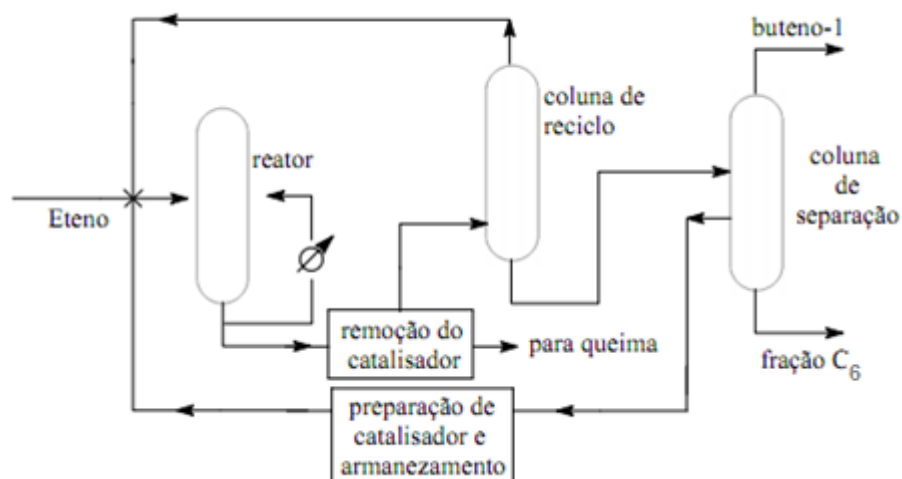 buteno-1
coluna de
reciclo
reator
coluna
de
separação
Eteno
remoção do
catalisador
para queima
fração C₆
preparação de
catalisador e
armanezamento